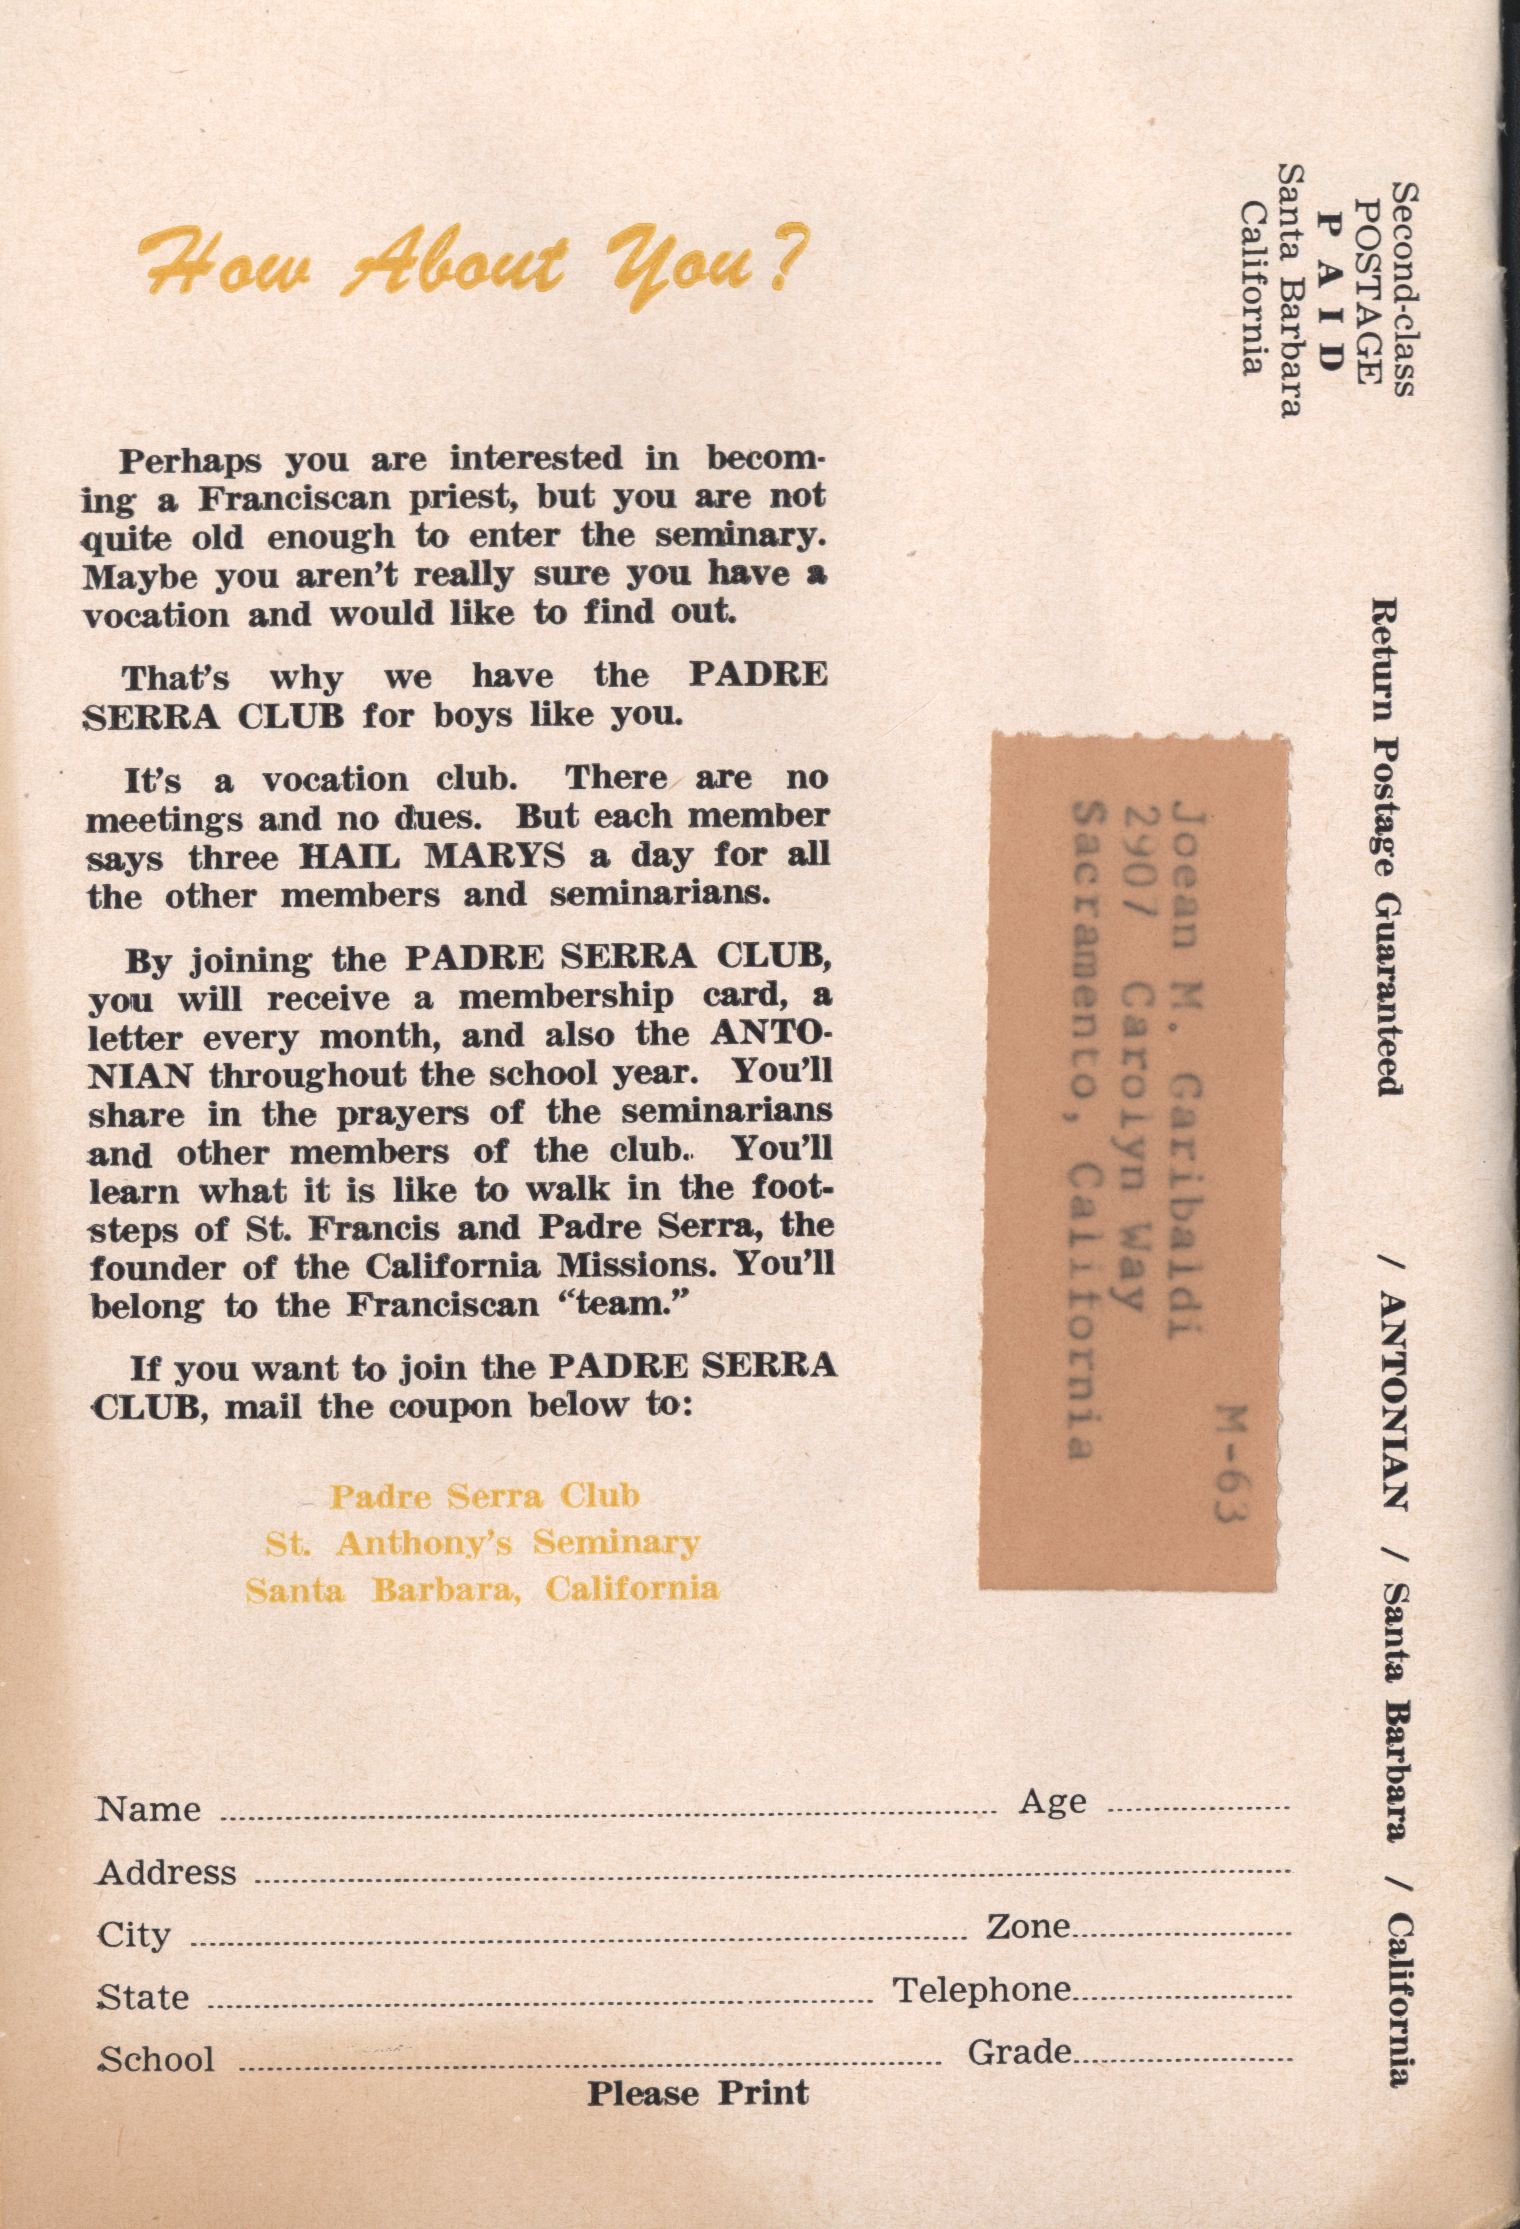 How About You?
Perhaps you are interested in becom-
ing a Franciscan priest, but you are not
quite old enough to enter the seminary.
Maybe you aren't really sure you have a
vocation and would like to find out.
That's why we have the PADRE
SERRA CLUB for boys like you.
It's a vocation club. There are no
meetings and no dues. But each member
says three HAIL MARYS a day for all
the other members and seminarians.
By joining the PADRE SERRA CLUB,
you will receive a membership card, a
letter every month, and also the ANTO-
NIAN throughout the school year. You'll
share in the prayers of the seminarians
and other members of the club. You'll
learn what it is like to walk in the foot-
steps of St. Francis and Padre Serra, the
founder of the California Missions. You'll
belong to the Franciscan “team.”
If you want to join the PADRE SERRA
CLUB, mail the coupon below to:
Padre Serra Club
St. Anthony's Seminary
Santa Barbara, California
Name Age
Address
City Zone
State Telephone
School Grade
Please Print
Second-class
POSTAGE
PAID
Santa Barbara
California
Return Postage Guaranteed / ANTONIAN / Santa Barbara / California
M-63
Joean M. Garibaldi
2907 Carolyn Way
Sacramento, California